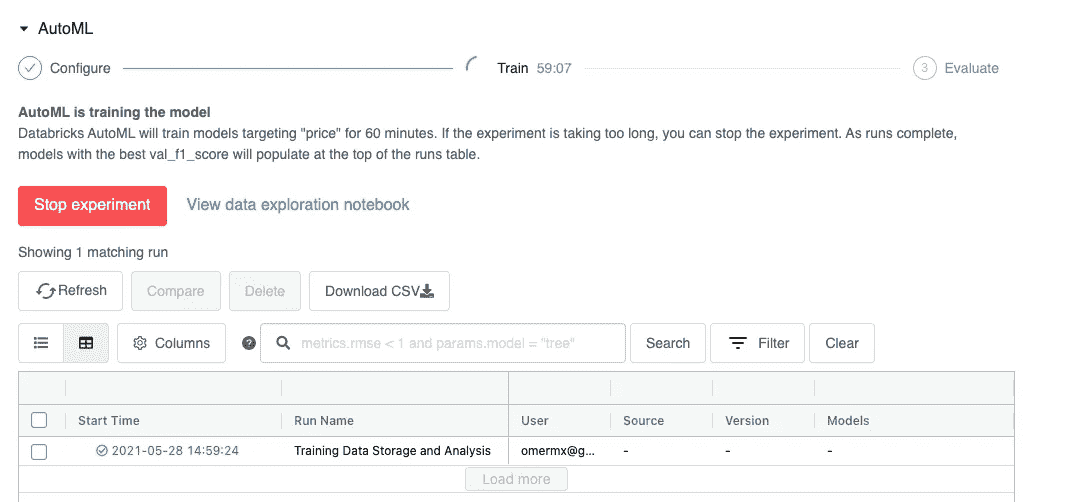 AutoML
Configure
Train 59:07
3 Evaluate
AutoML is training the model
Databricks AutoML will train models targeting "price" for 60 minutes. If the experiment is taking too long, you can stop the experiment. As runs complete,
models with the best val_f1_score will populate at the top of the runs table.
Stop experiment View data exploration notebook
Showing 1 matching run
Refresh Compare Delete Download CSV
Columns ? metrics.rmse < 1 and params.model = "tree" Search Filter Clear
Start Time Run Name User Source Version Models
2021-05-28 14:59:24 Training Data Storage and Analysis omermx@g... - - -
Load more